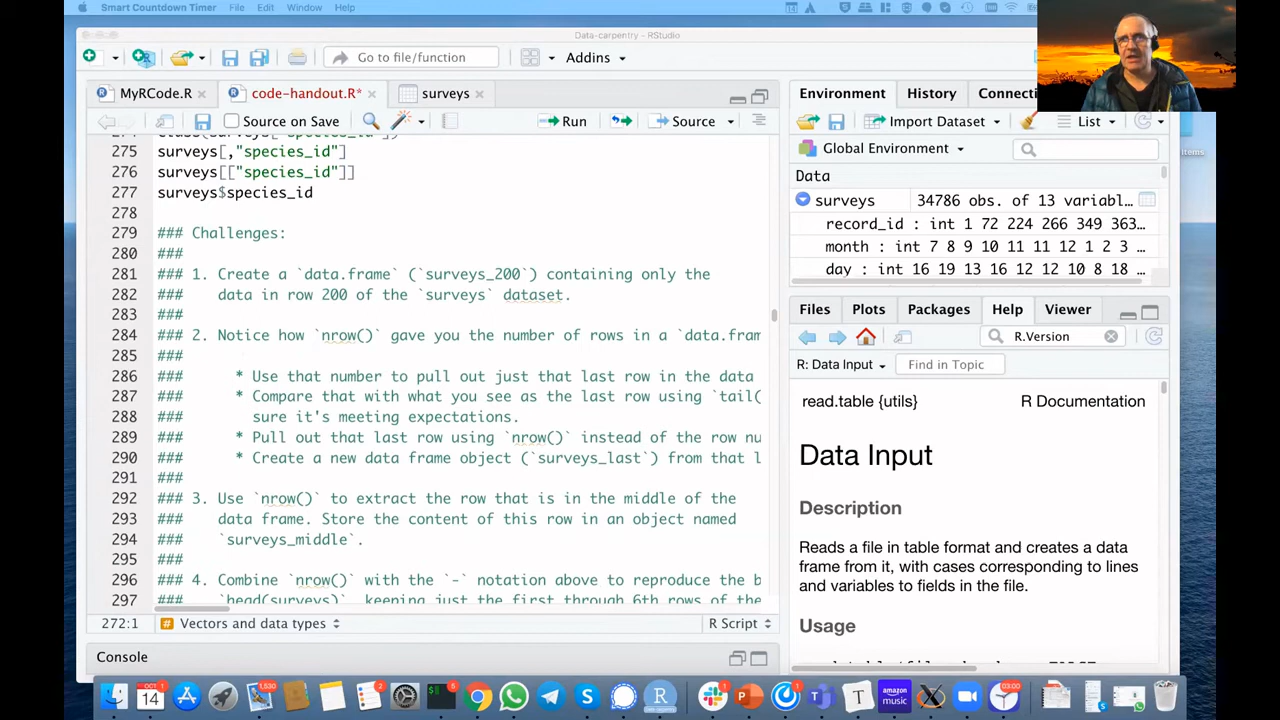 Smart Countdown Timer File Edit Window Help
Data-carpentry - RStudio
Go to file/function Addins
MyRCode.R code-handout.R* surveys
Source on Save Run Source
275 surveys[,"species_id"]
276 surveys[["species_id"]]
277 surveys$species_id
278
279 ### Challenges:
280 ###
281 ### 1. Create a `data.frame` (`surveys_200`) containing only the
282 ### data in row 200 of the `surveys` dataset.
283 ###
284 ### 2. Notice how `nrow()` gave you the number of rows in a `data.fram
285 ###
286 ### * Use that number to pull out just that last row in the data
287 ### * Compare that with what you see as the last row using `tail(
288 ### sure it's meeting expectations.
289 ### * Pull out that last row using `nrow()` instead of the row
290 ### * Create a new data frame object (`surveys_last`) from that
291 ###
292 ### 3. Use `nrow()` to extract the row that is in the middle of the
293 ### data frame. Store the content of this row in an object named
294 ### `surveys_middle`.
295 ###
296 ### 4. Combine `nrow()` with the `-` notation above to reproduce the
297
272:1 # Vectors and data types R Script
Environment History Connecti
Import Dataset List
Global Environment
Data
surveys 34786 obs. of 13 variabl…
record_id : int 1 72 224 266 349 363…
month : int 7 8 9 10 11 11 12 1 2 3 …
day : int 16 19 13 16 12 12 10 8 18 …
Files Plots Packages Help Viewer
R.Version
R: Data Input Topic
read.table {utils} R Documentation
Data Input
Description
Reads a file in table format and creates a data
frame from it, with cases corresponding to lines
and variables to fields in the file.
Usage
items
amazon
music
03:00